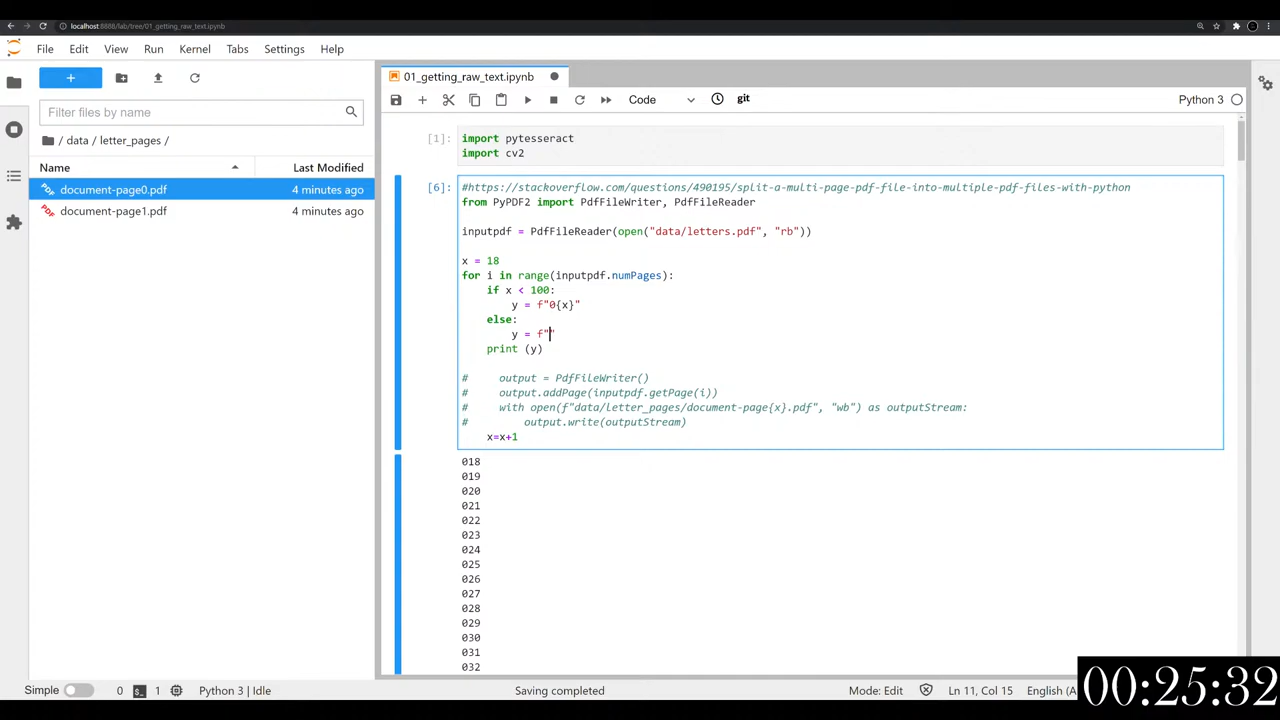 localhost:8888/lab/tree/01_getting_raw_text.ipynb
File Edit View Run Kernel Tabs Settings Help
Filter files by name
/ data / letter_pages /
Name Last Modified
document-page0.pdf 4 minutes ago
document-page1.pdf 4 minutes ago
01_getting_raw_text.ipynb
Code git Python 3
[1]: import pytesseract
import cv2
[6]: #https://stackoverflow.com/questions/490195/split-a-multi-page-pdf-file-into-multiple-pdf-files-with-python
from PyPDF2 import PdfFileWriter, PdfFileReader
inputpdf = PdfFileReader(open("data/letters.pdf", "rb"))
x = 18
for i in range(inputpdf.numPages):
if x < 100:
y = f"0{x}"
else:
y = f""
print (y)
# output = PdfFileWriter()
# output.addPage(inputpdf.getPage(i))
# with open(f"data/letter_pages/document-page{x}.pdf", "wb") as outputStream:
# output.write(outputStream)
x=x+1
018
019
020
021
022
023
024
025
026
027
028
029
030
031
032
Simple 0 $_ 1 Python 3 | Idle Saving completed Mode: Edit Ln 11, Col 15 English (A
00:25:32